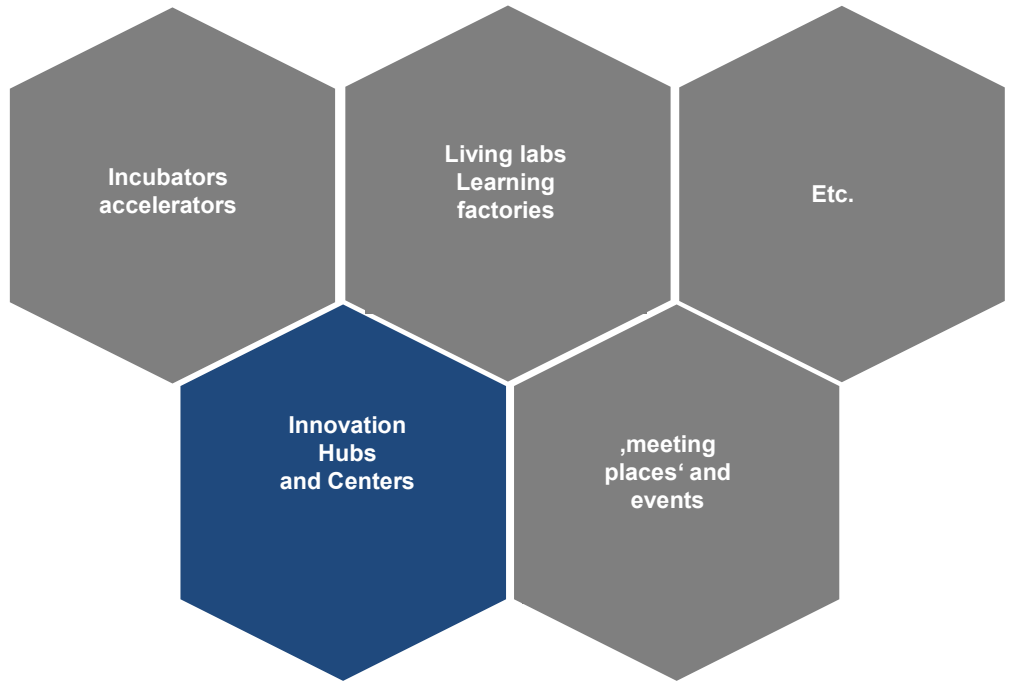 Incubators
accelerators
Living labs
Learning
factories
Etc.
Innovation
Hubs
and Centers
‚meeting
places‘ and
events